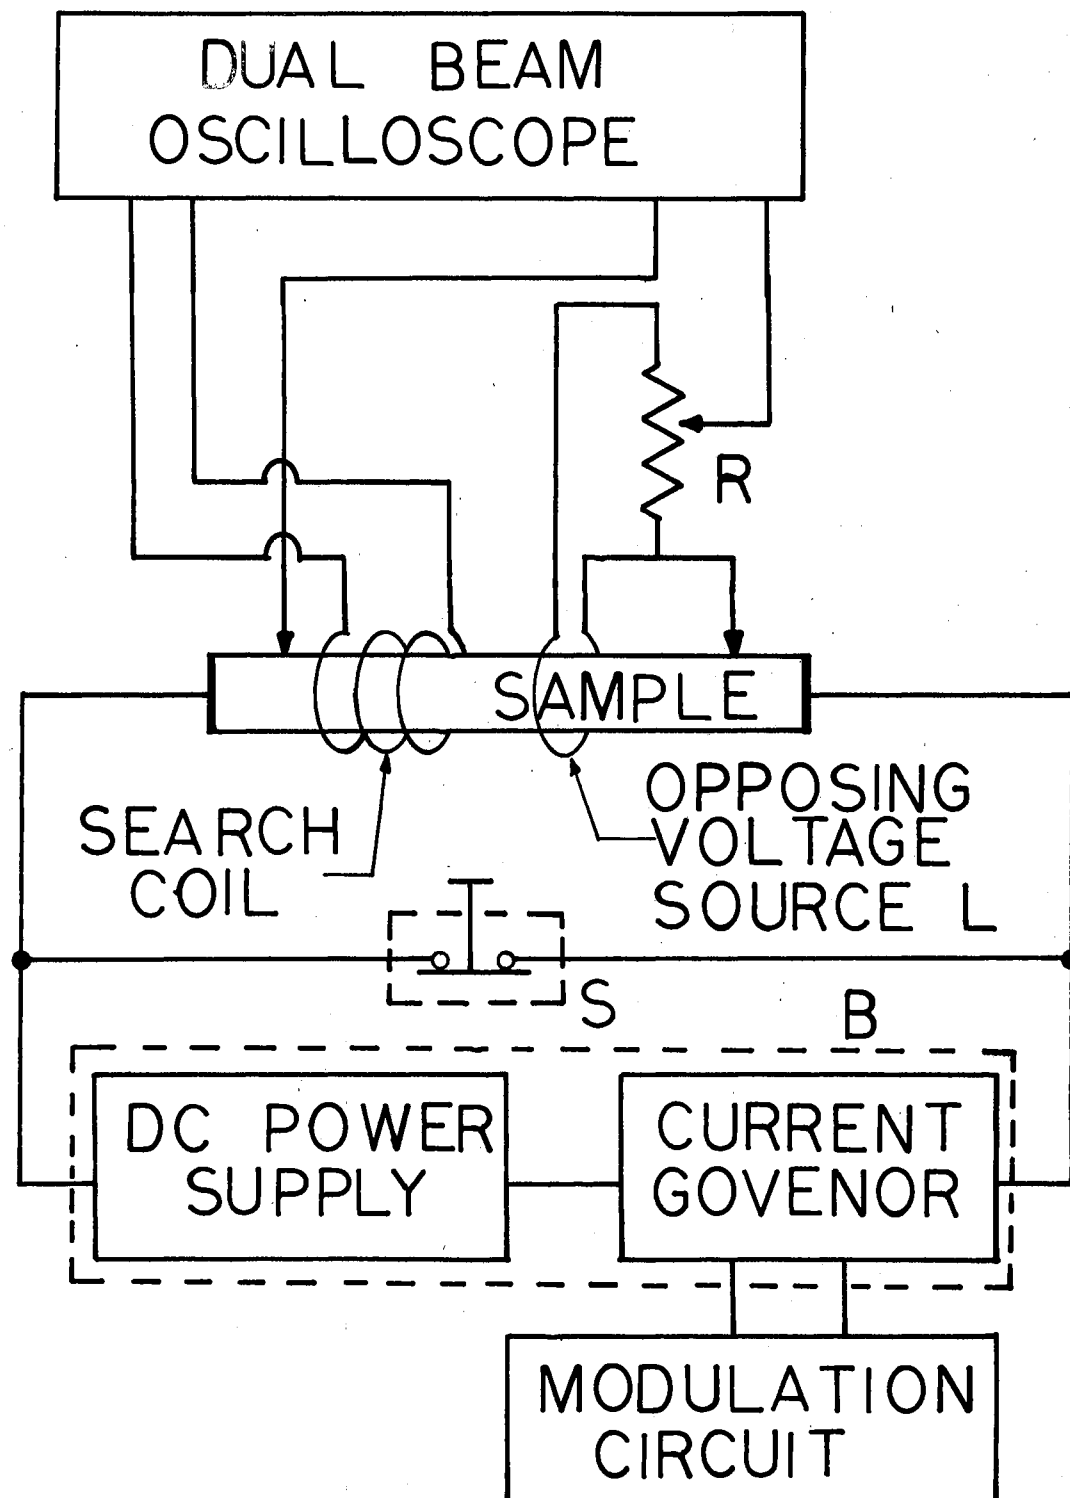 DUAL BEAM
OSCILLOSCOPE
R
SAMPLE
SEARCH
COIL
OPPOSING
VOLTAGE
SOURCE L
S
B
DC POWER
SUPPLY
CURRENT
GOVENOR
MODULATION
CIRCUIT